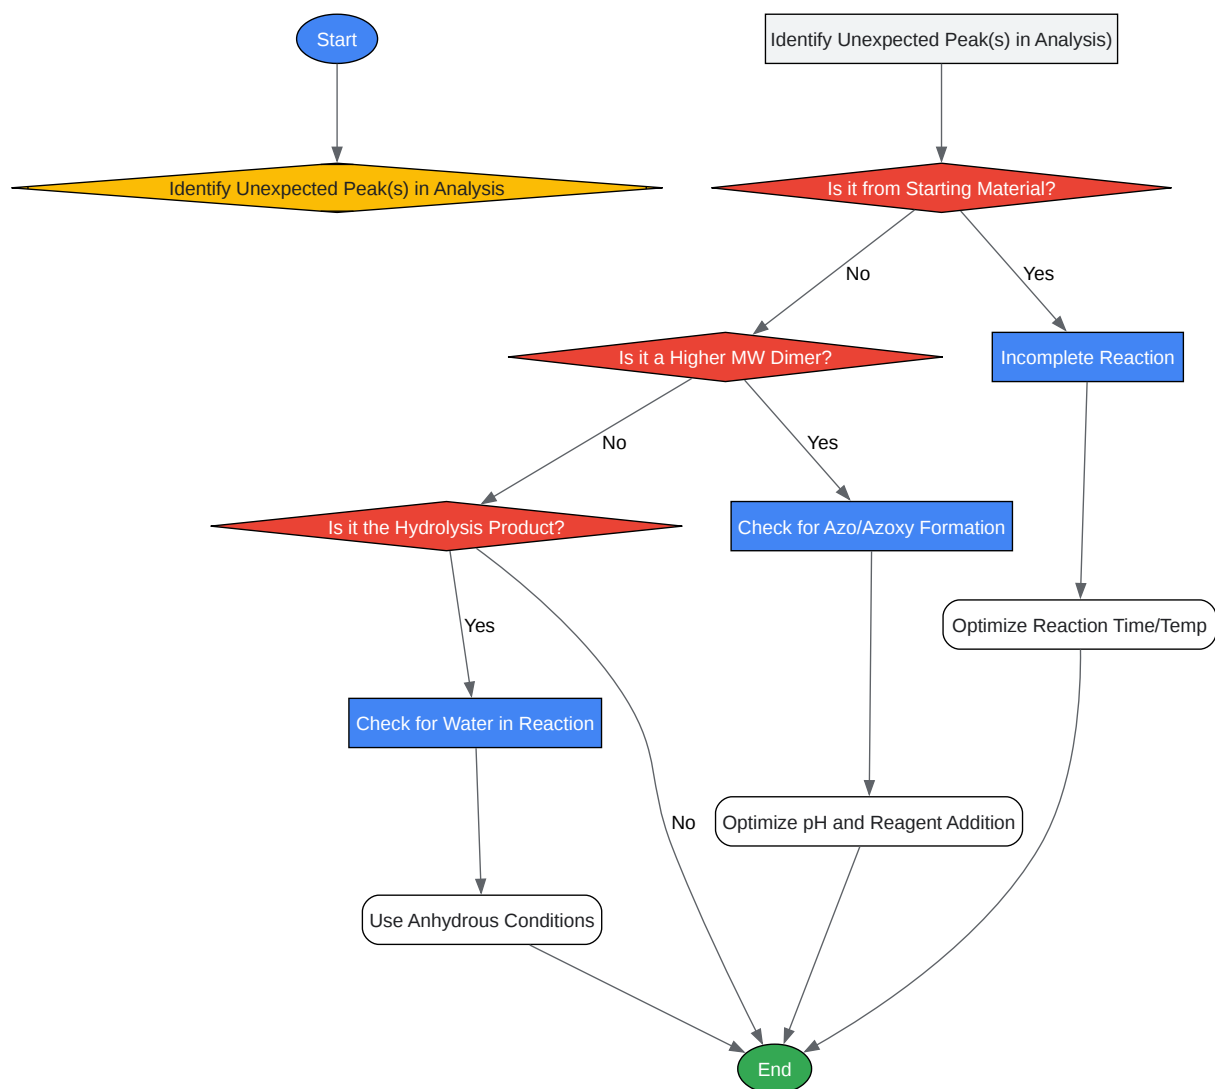 Start
Identify Unexpected Peak(s) in Analysis)
Identify Unexpected Peak(s) in Analysis
Is it from Starting Material?
No
Yes
Is it a Higher MW Dimer?
Incomplete Reaction
No
Yes
Is it the Hydrolysis Product?
Check for Azo/Azoxy Formation
Yes
Optimize Reaction Time/Temp
Check for Water in Reaction
No
Optimize pH and Reagent Addition
Use Anhydrous Conditions
End